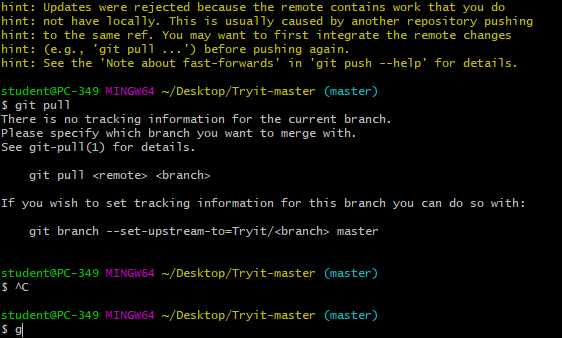 hint: Updates were rejected because the remote contains work that you do
hint: not have locally. This is usually caused by another repository pushing
hint: to the same ref. You may want to first integrate the remote changes
hint: (e.g., 'git pull ...') before pushing again.
hint: See the 'Note about fast-forwards' in 'git push --help' for details.
student@PC-349 MINGW64 ~/Desktop/Tryit-master (master)
$ git pull
There is no tracking information for the current branch.
Please specify which branch you want to merge with.
See git-pull(1) for details.
git pull <remote> <branch>
If you wish to set tracking information for this branch you can do so with:
git branch --set-upstream-to=Tryit/<branch> master
student@PC-349 MINGW64 ~/Desktop/Tryit-master (master)
$ ^C
student@PC-349 MINGW64 ~/Desktop/Tryit-master (master)
$ g